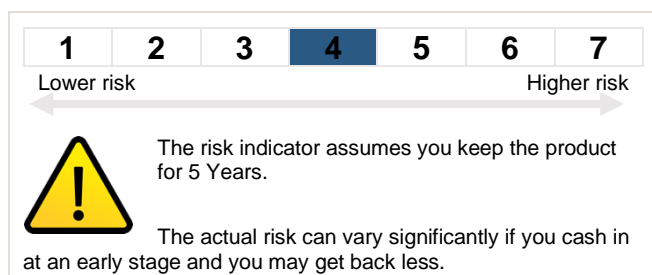 1 2 3 4 5 6 7
Lower risk Higher risk
The risk indicator assumes you keep the product
for 5 Years.
The actual risk can vary significantly if you cash in
at an early stage and you may get back less.